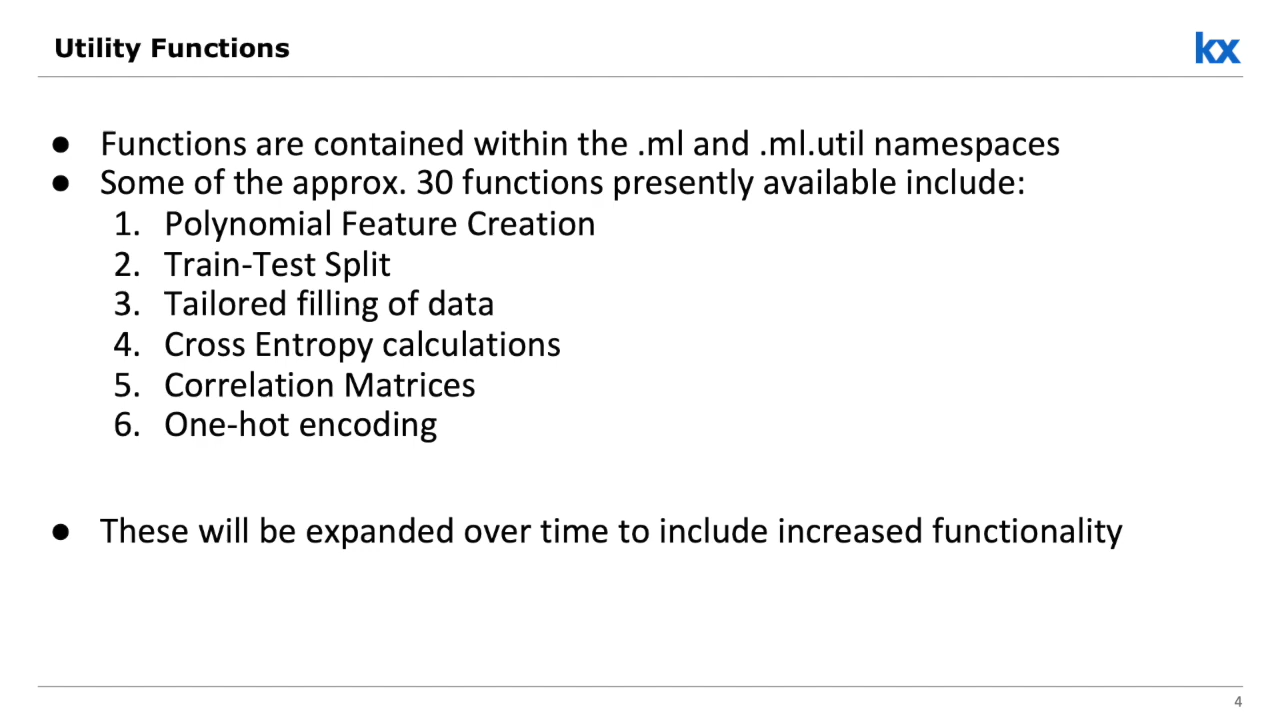 Utility Functions
kx
● Functions are contained within the .ml and .ml.util namespaces
● Some of the approx. 30 functions presently available include:
1. Polynomial Feature Creation
2. Train-Test Split
3. Tailored filling of data
4. Cross Entropy calculations
5. Correlation Matrices
6. One-hot encoding
● These will be expanded over time to include increased functionality
4